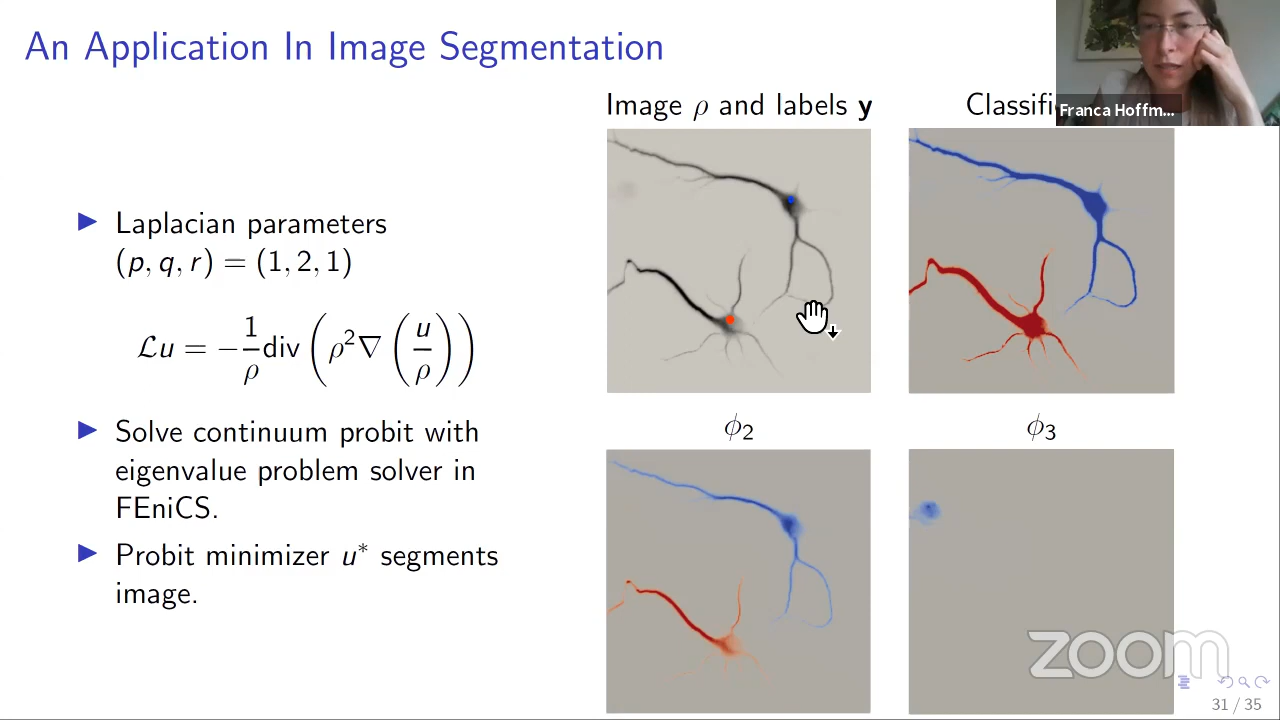 An Application In Image Segmentation
Franca Hoffm...
Image ρ and labels y
Classifi
▶ Laplacian parameters
(p, q, r) = (1, 2, 1)
ℒu = −1/ρ div(ρ²∇(u/ρ))
▶ Solve continuum probit with
eigenvalue problem solver in
FEniCS.
▶ Probit minimizer u* segments
image.
ϕ₂
ϕ₃
zoom
31 / 35